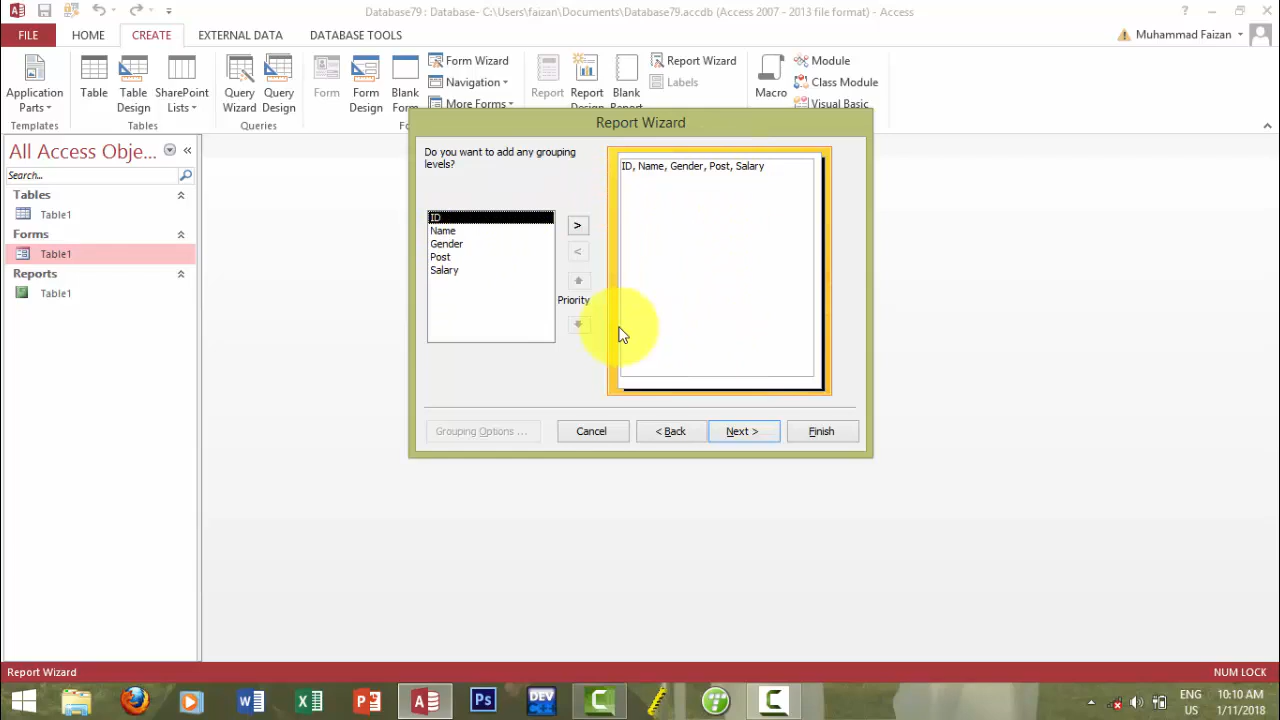 Database79 : Database- C:\Users\faizan\Documents\Database79.accdb (Access 2007 - 2013 file format) - Access
FILE HOME CREATE EXTERNAL DATA DATABASE TOOLS Muhammad Faizan
Application Parts
Table
Table Design
SharePoint Lists
Query Wizard
Query Design
Form
Form Design
Blank
Form Wizard
Navigation
More Forms
Report
Report
Blank
Report Wizard
Labels
Macro
Module
Class Module
Visual Basic
Templates
Tables
Queries
Report Wizard
All Access Obje...
Search...
Tables
Table1
Forms
Table1
Reports
Table1
Do you want to add any grouping
levels?
ID
Name
Gender
Post
Salary
>
<
Priority
ID, Name, Gender, Post, Salary
Grouping Options ...
Cancel
< Back
Next >
Finish
Report Wizard
NUM LOCK
W X P A Ps DEV C C
ENG
US
10:10 AM
1/11/2018